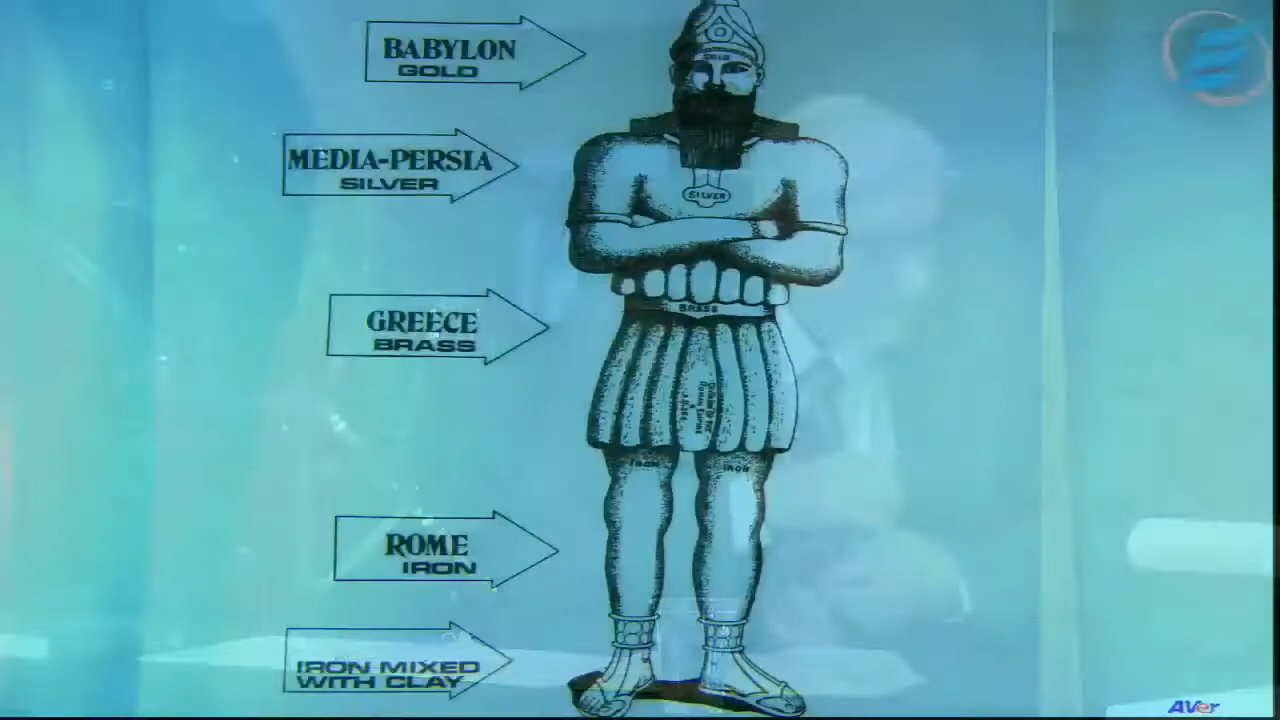 BABYLON
GOLD
MEDIA-PERSIA
SILVER
SILVER
GREECE
BRASS
BRASS
IRON
IRON
ROME
IRON
IRON MIXED
WITH CLAY
AVer